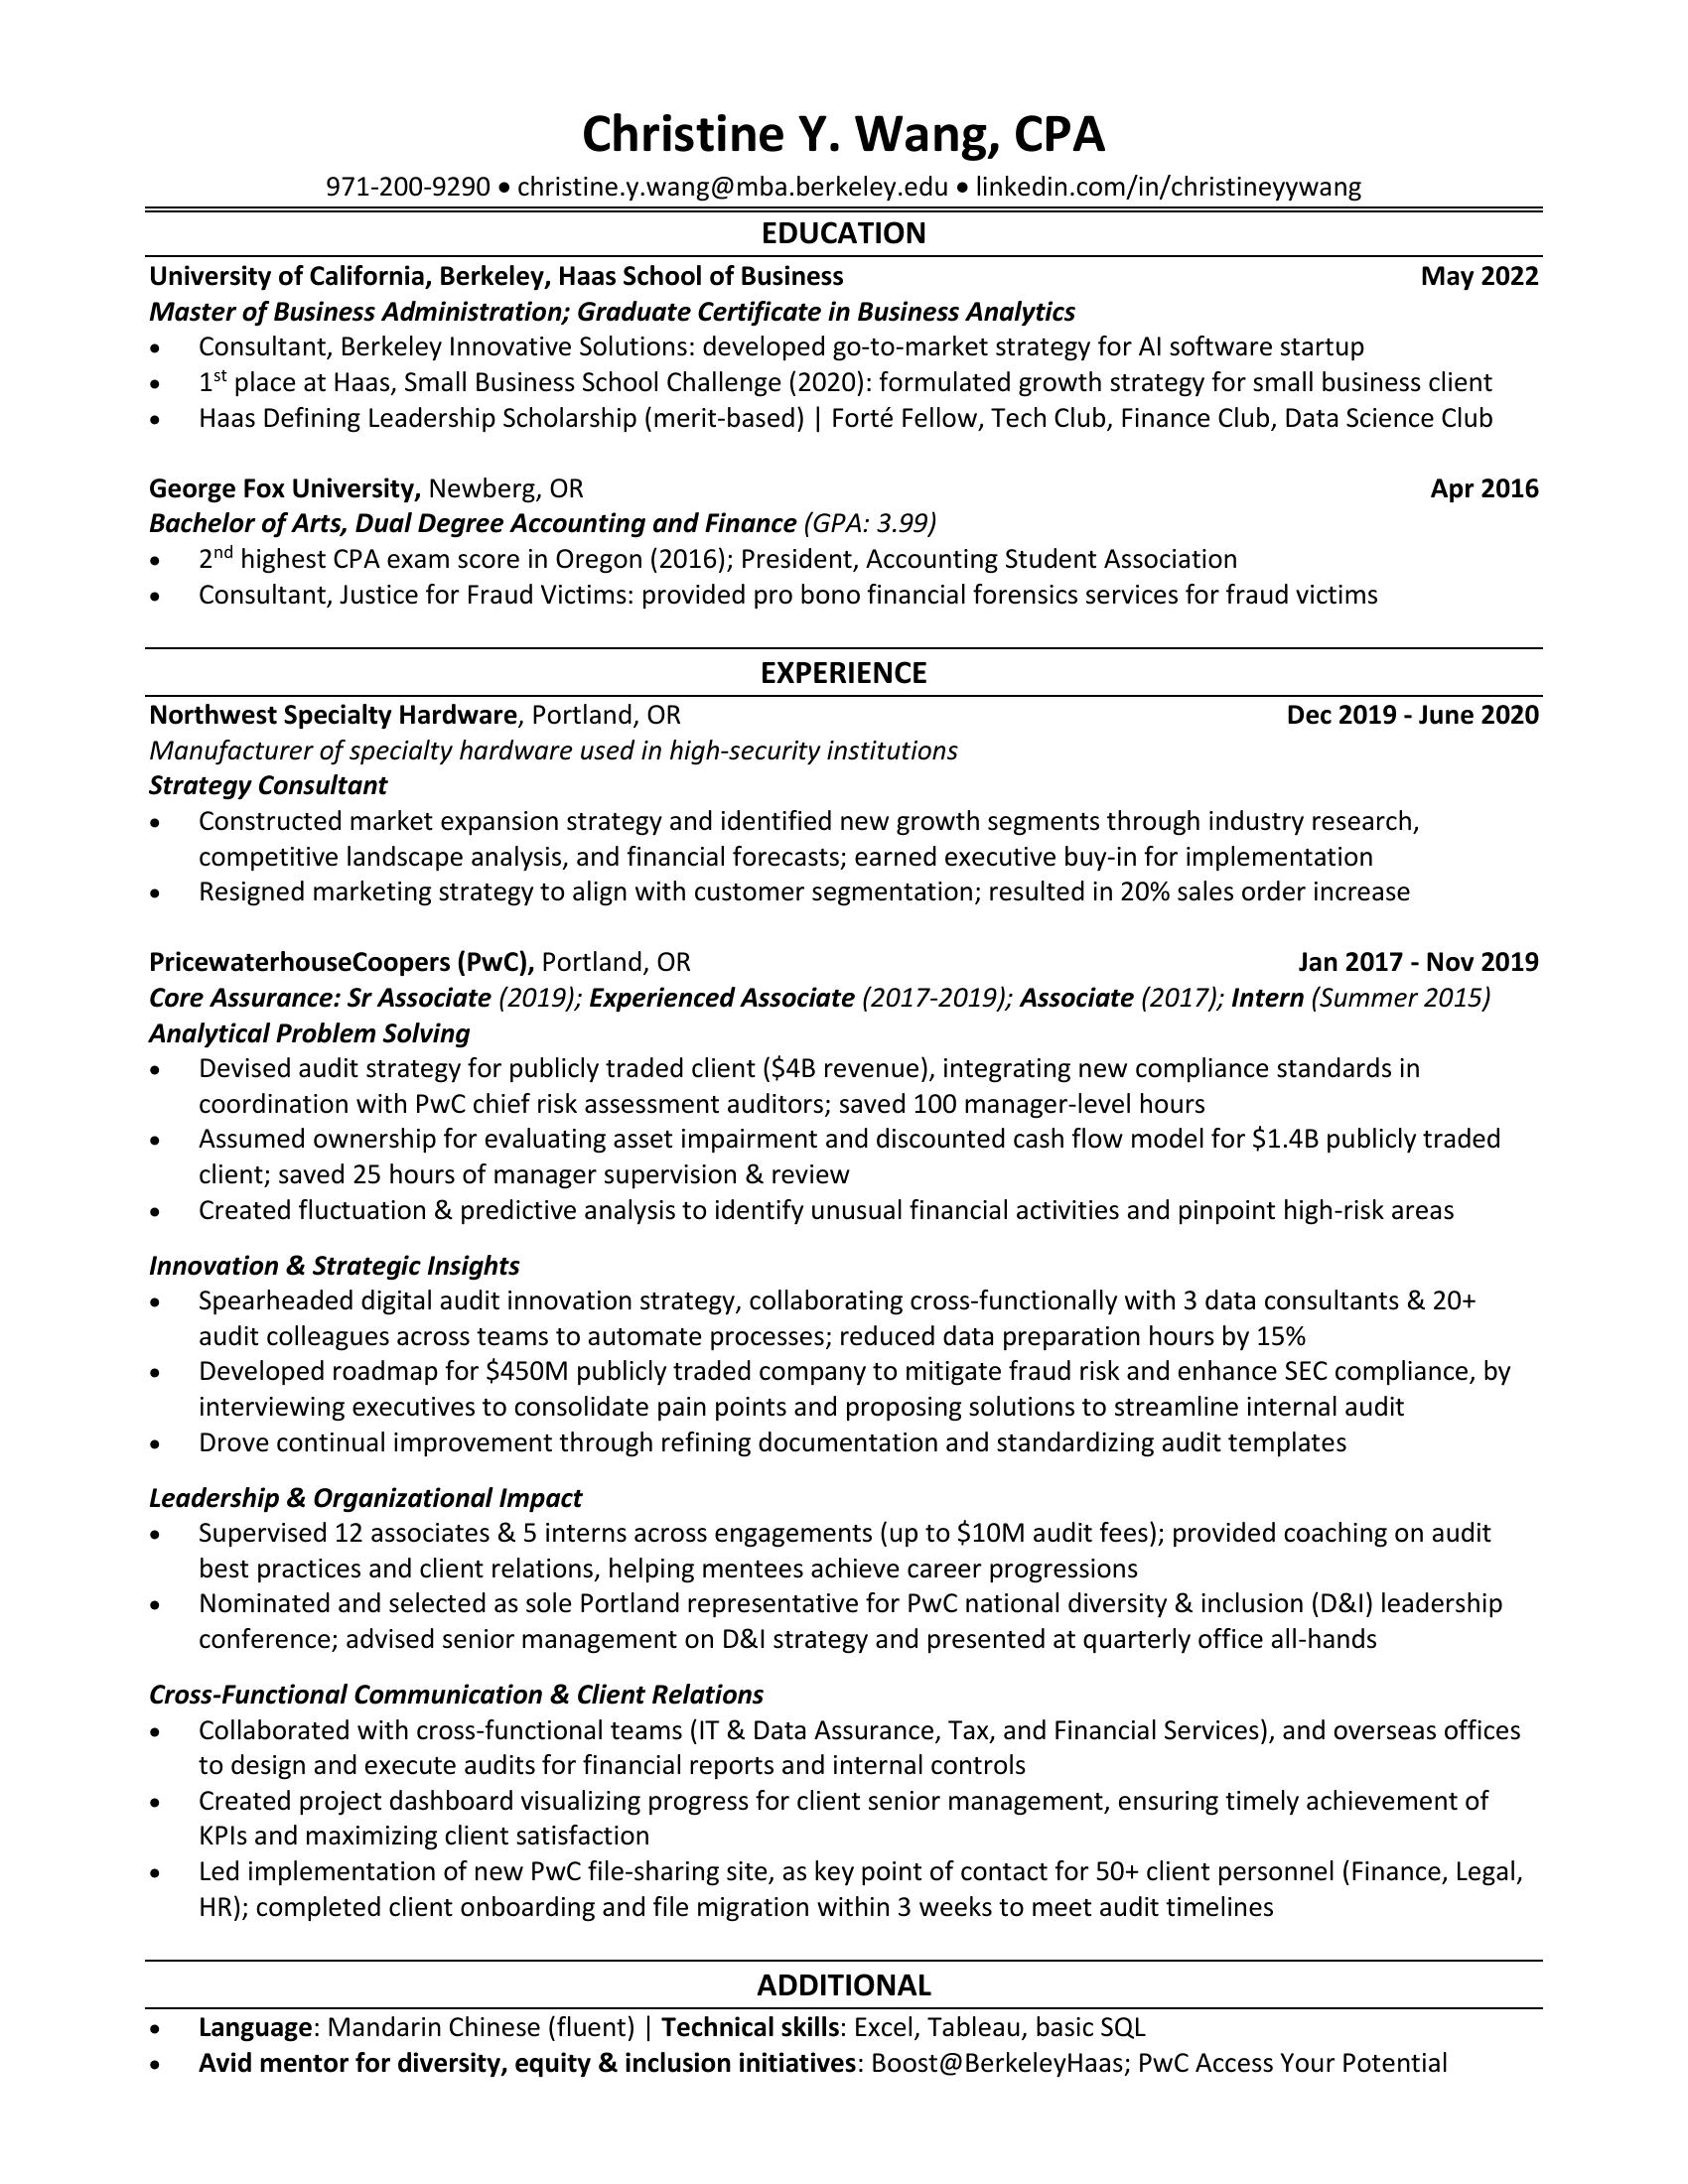 Christine Y. Wang, CPA
971-200-9290 • christine.y.wang@mba.berkeley.edu • linkedin.com/in/christineyywang
EDUCATION
University of California, Berkeley, Haas School of Business May 2022
Master of Business Administration; Graduate Certificate in Business Analytics
• Consultant, Berkeley Innovative Solutions: developed go-to-market strategy for AI software startup
• 1st place at Haas, Small Business School Challenge (2020): formulated growth strategy for small business client
• Haas Defining Leadership Scholarship (merit-based) | Forté Fellow, Tech Club, Finance Club, Data Science Club
George Fox University, Newberg, OR Apr 2016
Bachelor of Arts, Dual Degree Accounting and Finance (GPA: 3.99)
• 2nd highest CPA exam score in Oregon (2016); President, Accounting Student Association
• Consultant, Justice for Fraud Victims: provided pro bono financial forensics services for fraud victims
EXPERIENCE
Northwest Specialty Hardware, Portland, OR Dec 2019 - June 2020
Manufacturer of specialty hardware used in high-security institutions
Strategy Consultant
• Constructed market expansion strategy and identified new growth segments through industry research,
competitive landscape analysis, and financial forecasts; earned executive buy-in for implementation
• Resigned marketing strategy to align with customer segmentation; resulted in 20% sales order increase
PricewaterhouseCoopers (PwC), Portland, OR Jan 2017 - Nov 2019
Core Assurance: Sr Associate (2019); Experienced Associate (2017-2019); Associate (2017); Intern (Summer 2015)
Analytical Problem Solving
• Devised audit strategy for publicly traded client ($4B revenue), integrating new compliance standards in
coordination with PwC chief risk assessment auditors; saved 100 manager-level hours
• Assumed ownership for evaluating asset impairment and discounted cash flow model for $1.4B publicly traded
client; saved 25 hours of manager supervision & review
• Created fluctuation & predictive analysis to identify unusual financial activities and pinpoint high-risk areas
Innovation & Strategic Insights
• Spearheaded digital audit innovation strategy, collaborating cross-functionally with 3 data consultants & 20+
audit colleagues across teams to automate processes; reduced data preparation hours by 15%
• Developed roadmap for $450M publicly traded company to mitigate fraud risk and enhance SEC compliance, by
interviewing executives to consolidate pain points and proposing solutions to streamline internal audit
• Drove continual improvement through refining documentation and standardizing audit templates
Leadership & Organizational Impact
• Supervised 12 associates & 5 interns across engagements (up to $10M audit fees); provided coaching on audit
best practices and client relations, helping mentees achieve career progressions
• Nominated and selected as sole Portland representative for PwC national diversity & inclusion (D&I) leadership
conference; advised senior management on D&I strategy and presented at quarterly office all-hands
Cross-Functional Communication & Client Relations
• Collaborated with cross-functional teams (IT & Data Assurance, Tax, and Financial Services), and overseas offices
to design and execute audits for financial reports and internal controls
• Created project dashboard visualizing progress for client senior management, ensuring timely achievement of
KPIs and maximizing client satisfaction
• Led implementation of new PwC file-sharing site, as key point of contact for 50+ client personnel (Finance, Legal,
HR); completed client onboarding and file migration within 3 weeks to meet audit timelines
ADDITIONAL
• Language: Mandarin Chinese (fluent) | Technical skills: Excel, Tableau, basic SQL
• Avid mentor for diversity, equity & inclusion initiatives: Boost@BerkeleyHaas; PwC Access Your Potential